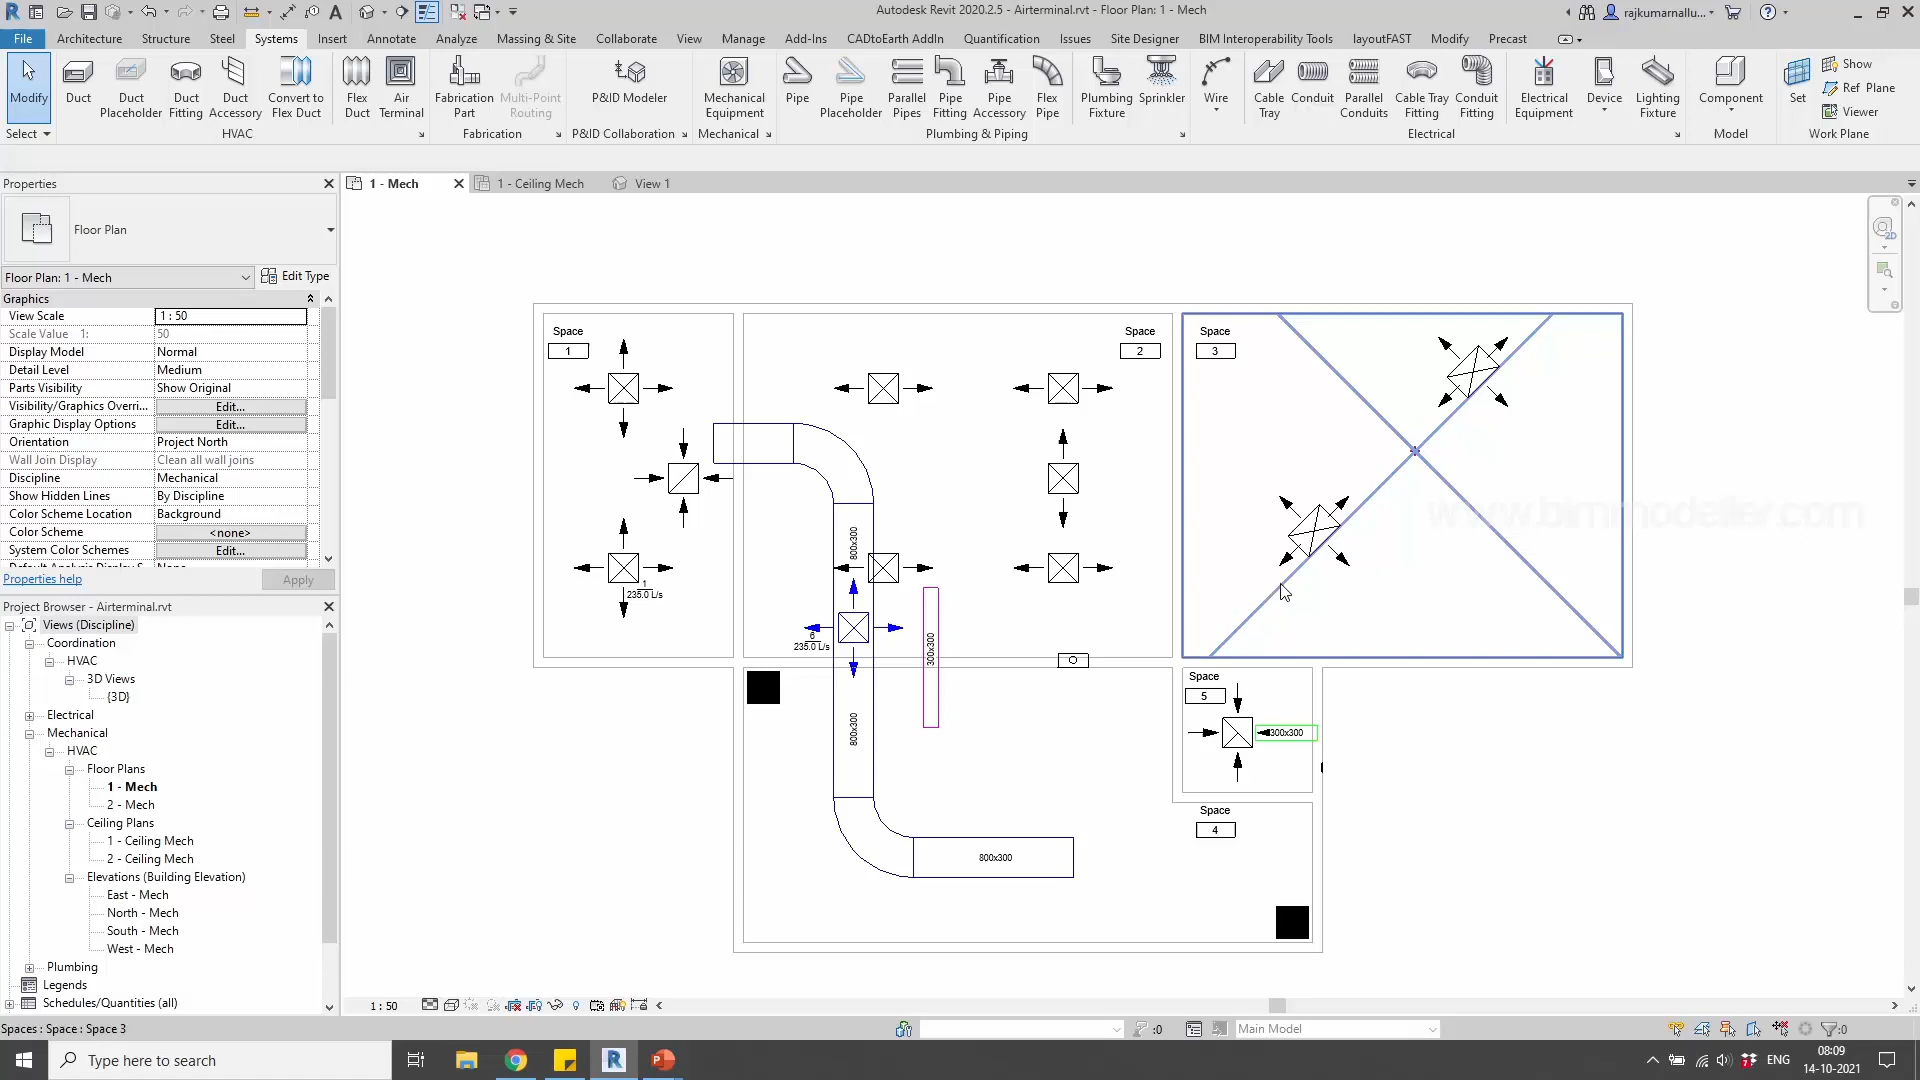 Autodesk Revit 2020.2.5 - Airterminal.rvt - Floor Plan: 1 - Mech
rajkumarnallu...
File Architecture Structure Steel Systems Insert Annotate Analyze Massing & Site Collaborate View Manage Add-Ins CADtoEarth AddIn Quantification Issues Site Designer BIM Interoperability Tools layoutFAST Modify Precast
Modify
Duct
Duct Placeholder
Duct Fitting
Duct Accessory
Convert to Flex Duct
Flex Duct
Air Terminal
Fabrication Part
Multi-Point Routing
P&ID Modeler
Mechanical Equipment
Pipe
Pipe Placeholder
Parallel Pipes
Pipe Fitting
Pipe Accessory
Flex Pipe
Plumbing Fixture
Sprinkler
Wire
Cable Tray
Conduit
Parallel Conduits
Cable Tray Fitting
Conduit Fitting
Electrical Equipment
Device
Lighting Fixture
Component
Set
Show
Ref Plane
Viewer
Select HVAC Fabrication P&ID Collaboration Mechanical Plumbing & Piping Electrical Model Work Plane
Properties
1 - Mech
1 - Ceiling Mech
View 1
Floor Plan
Floor Plan: 1 - Mech
Edit Type
Graphics
View Scale 1 : 50
Scale Value 1: 50
Display Model Normal
Detail Level Medium
Parts Visibility Show Original
Visibility/Graphics Overri... Edit...
Graphic Display Options Edit...
Orientation Project North
Wall Join Display Clean all wall joins
Discipline Mechanical
Show Hidden Lines By Discipline
Color Scheme Location Background
Color Scheme <none>
System Color Schemes Edit...
Properties help
Apply
Project Browser - Airterminal.rvt
Views (Discipline)
Coordination
HVAC
3D Views
{3D}
Electrical
Mechanical
HVAC
Floor Plans
1 - Mech
2 - Mech
Ceiling Plans
1 - Ceiling Mech
2 - Ceiling Mech
Elevations (Building Elevation)
East - Mech
North - Mech
South - Mech
West - Mech
Plumbing
Legends
Schedules/Quantities (all)
Space
1
Space
2
Space
3
800x300
1
235.0 L/s
6
235.0 L/s
300x300
800x300
Space
5
300x300
Space
4
800x300
www.bimmodeller.com
1 : 50
Spaces : Space : Space 3
:0
Main Model
:0
Type here to search
ENG
08:09
14-10-2021
2D